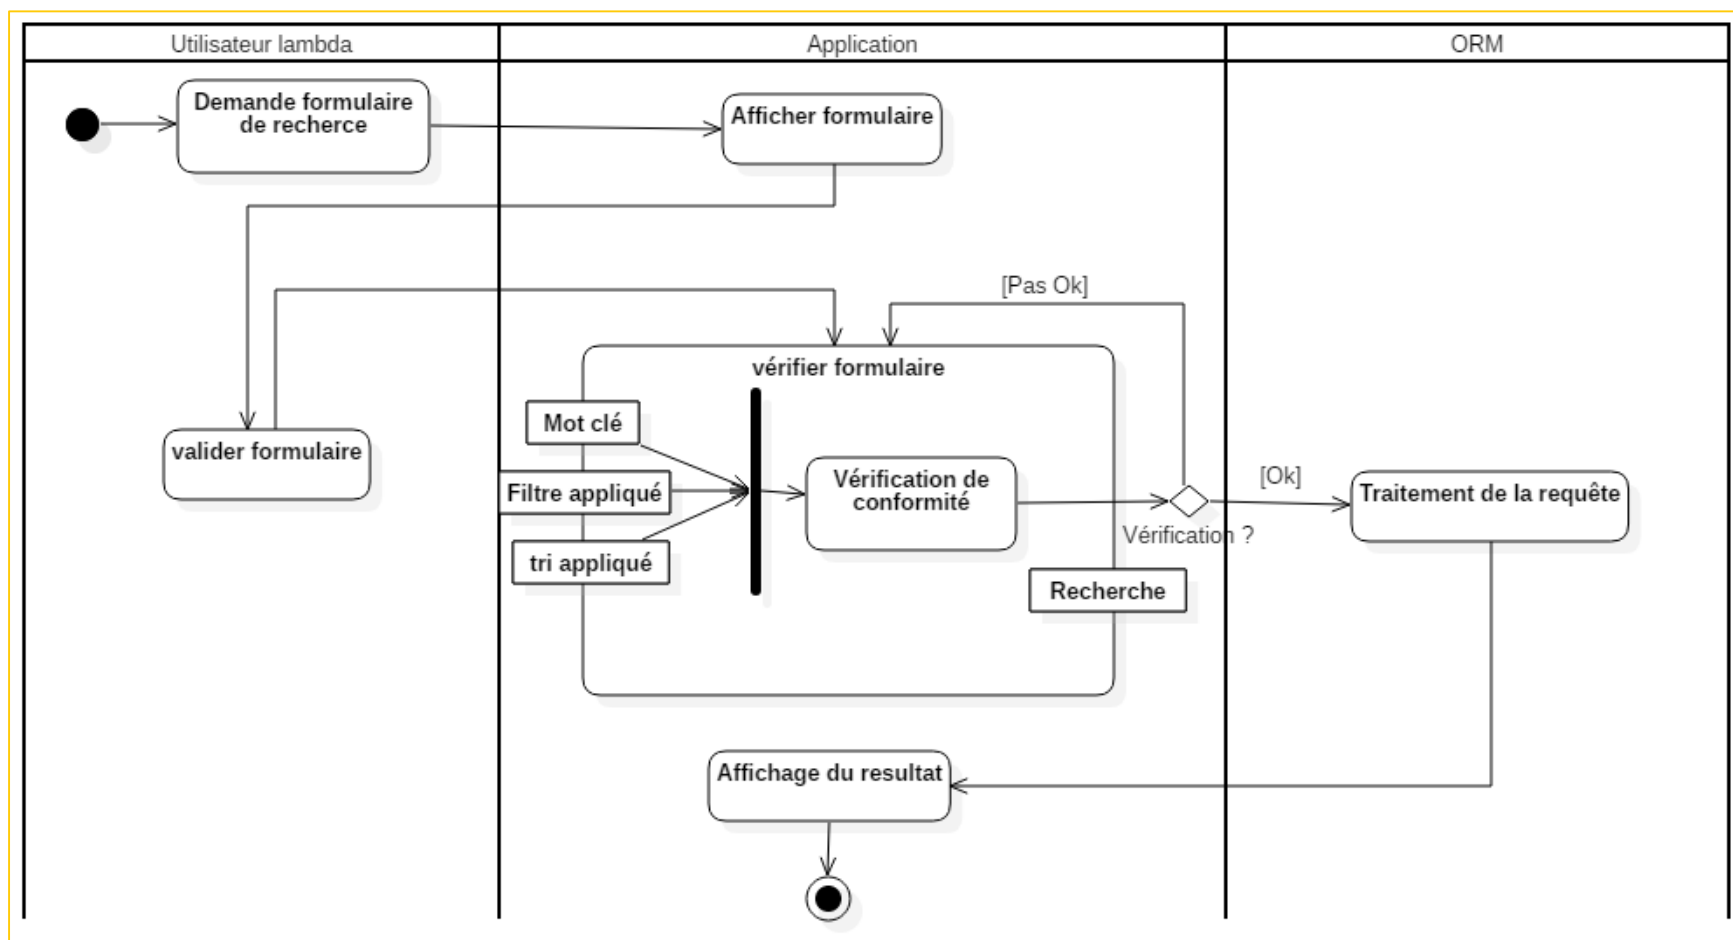 Utilisateur lambda
Application
ORM
Demande formulaire
de recherce
Afficher formulaire
[Pas Ok]
vérifier formulaire
Mot clé
valider formulaire
Filtre appliqué
Vérification de
conformité
[Ok]
Traitement de la requête
Vérification ?
tri appliqué
Recherche
Affichage du resultat